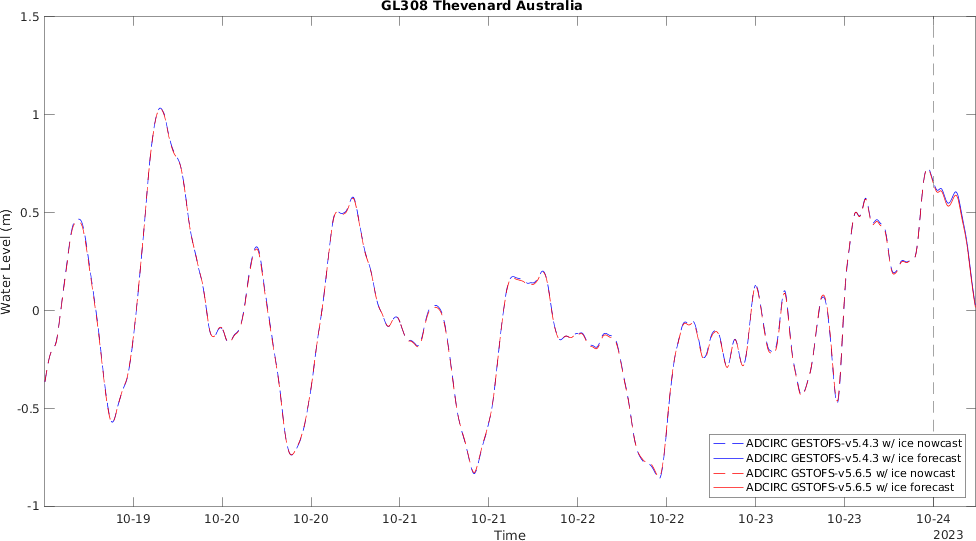 GL308 Thevenard Australia
1.5
1
0.5
0
-0.5
-1
Water Level (m)
ADCIRC GESTOFS-v5.4.3 w/ ice nowcast
ADCIRC GESTOFS-v5.4.3 w/ ice forecast
ADCIRC GSTOFS-v5.6.5 w/ ice nowcast
ADCIRC GSTOFS-v5.6.5 w/ ice forecast
10-19 10-20 10-20 10-21 10-21 10-22 10-22 10-23 10-23 10-24
Time 2023